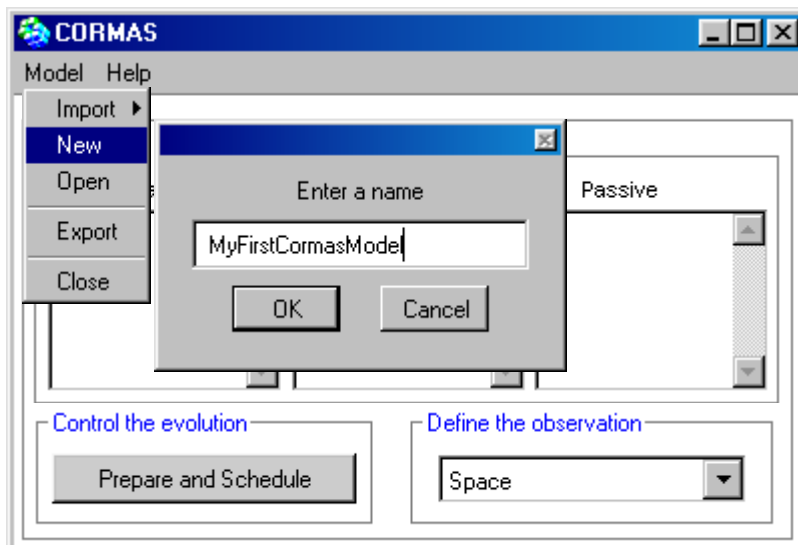 CORMAS
Model Help
Import
New
Open
Export
Close
Enter a name
MyFirstCormasModel
OK Cancel
Passive
Control the evolution
Prepare and Schedule
Define the observation
Space